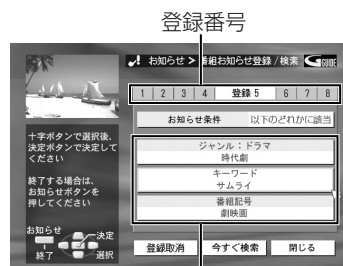 登録番号
お知らせ > 番組お知らせ登録 / 検索 G GUIDE
1 2 3 4 登録 5 6 7 8
お知らせ条件 以下のどれかに該当
十字ボタンで選択後、
決定ボタンで決定して
ください
ジャンル：ドラマ
時代劇
キーワード
サムライ
終了する場合は、
お知らせボタンを
押してください
番組記号
劇映画
お知らせ
決定
終了
選択
登録取消 今すぐ検索 閉じる